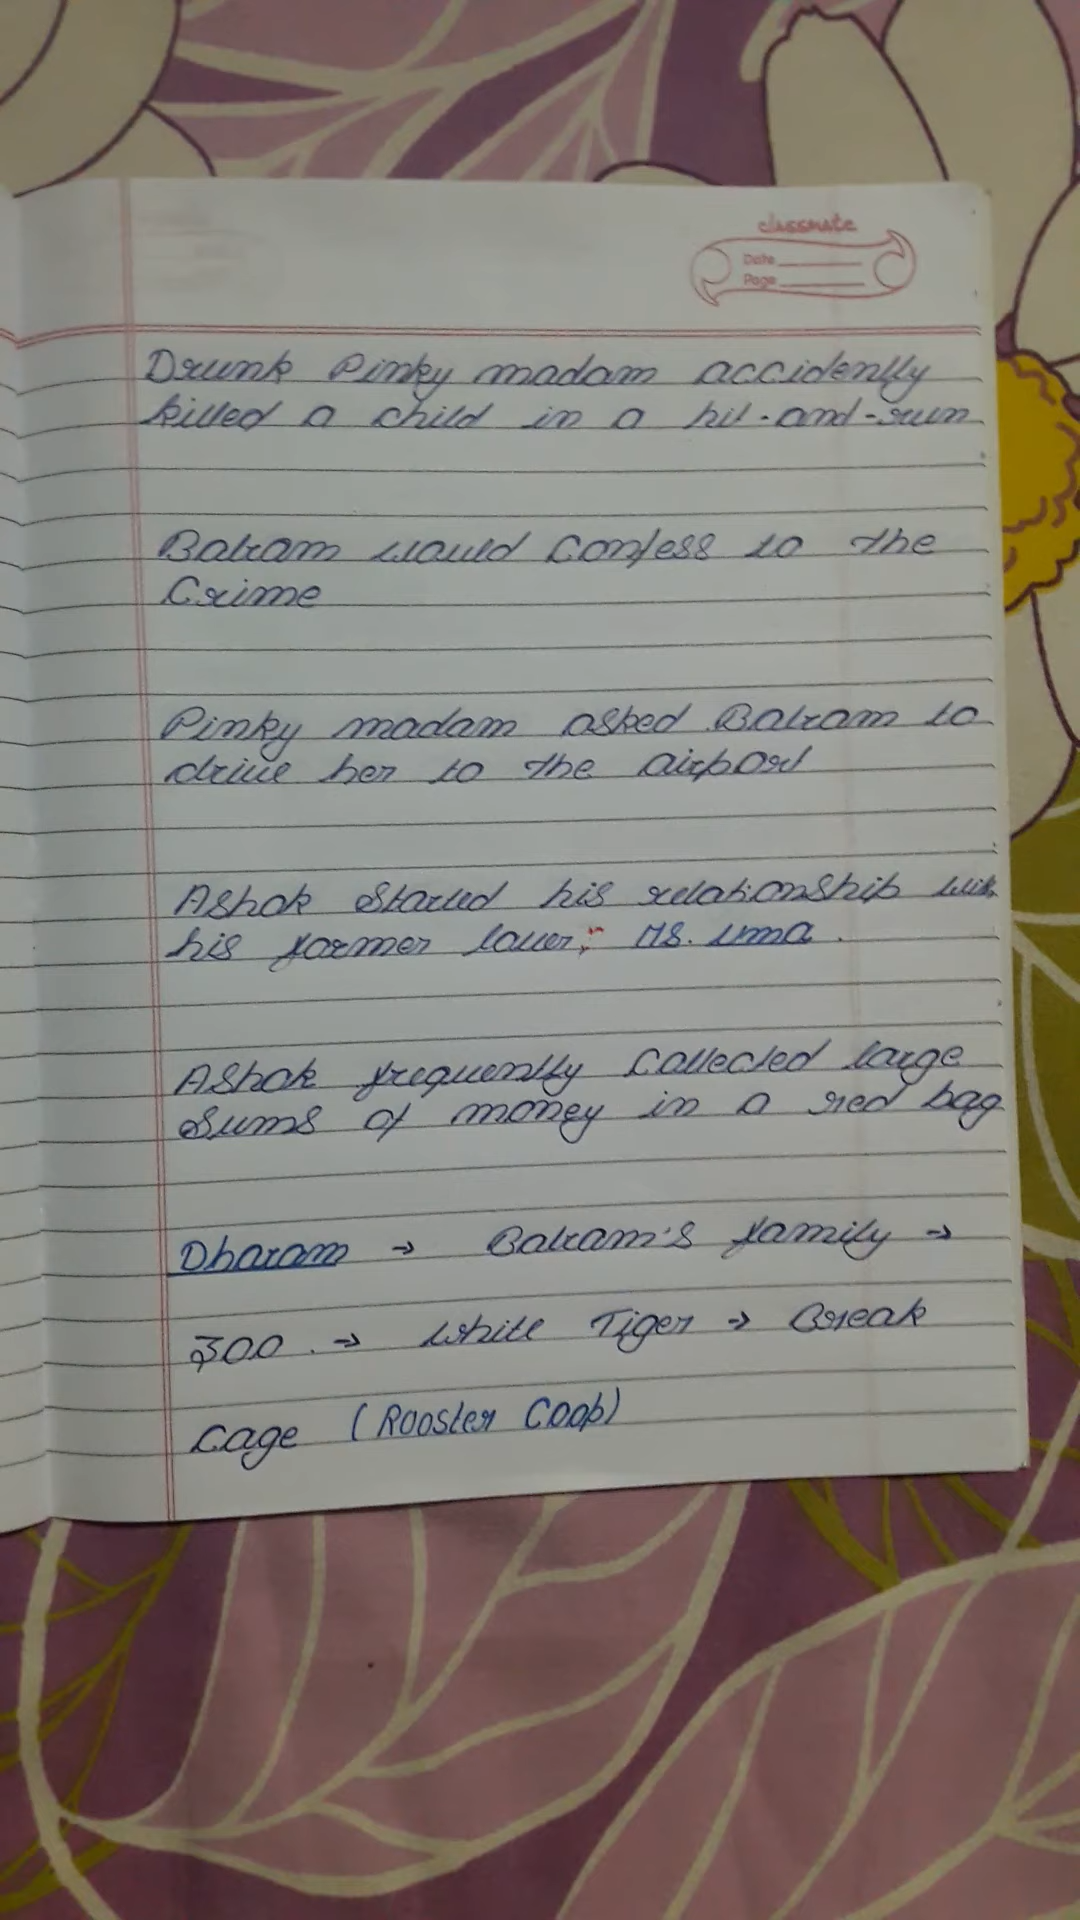 classmate
Date
Page
Drunk Pinky madam accidently
killed a child in a hit-and-run
Balram would confess to the
Crime
Pinky madam asked Balram to
drive her to the airport
Ashok Started his relationship with
his former lover, Ms. Uma.
Ashok frequently Collected large
Sums of money in a red bag
Dharam → Balram's family →
Zoo. → White Tiger → Break
Cage (Rooster Coop)